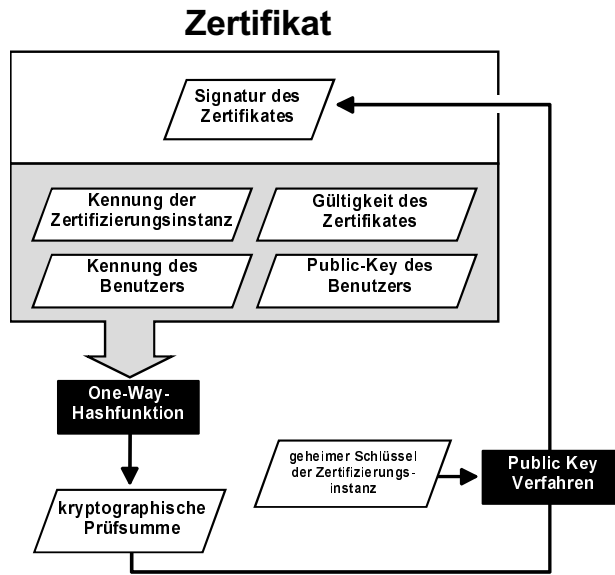 Zertifikat
Signatur des
Zertifikates
Kennung der
Zertifizierungsinstanz
Gültigkeit des
Zertifikates
Kennung des
Benutzers
Public-Key des
Benutzers
One-Way-
Hashfunktion
geheimer Schlüssel
der Zertifizierungs-
instanz
Public Key
Verfahren
kryptographische
Prüfsumme